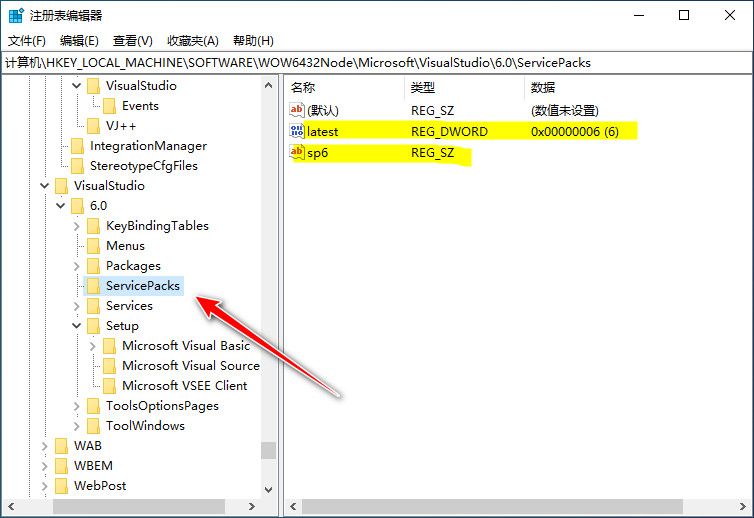 注册表编辑器
文件(F) 编辑(E) 查看(V) 收藏夹(A) 帮助(H)
计算机\HKEY_LOCAL_MACHINE\SOFTWARE\WOW6432Node\Microsoft\VisualStudio\6.0\ServicePacks
VisualStudio
Events
VJ++
IntegrationManager
StereotypeCfgFiles
VisualStudio
6.0
KeyBindingTables
Menus
Packages
ServicePacks
Services
Setup
Microsoft Visual Basic
Microsoft Visual Source
Microsoft VSEE Client
ToolsOptionsPages
ToolWindows
WAB
WBEM
WebPost
名称 类型 数据
(默认) REG_SZ (数值未设置)
latest REG_DWORD 0x00000006 (6)
sp6 REG_SZ